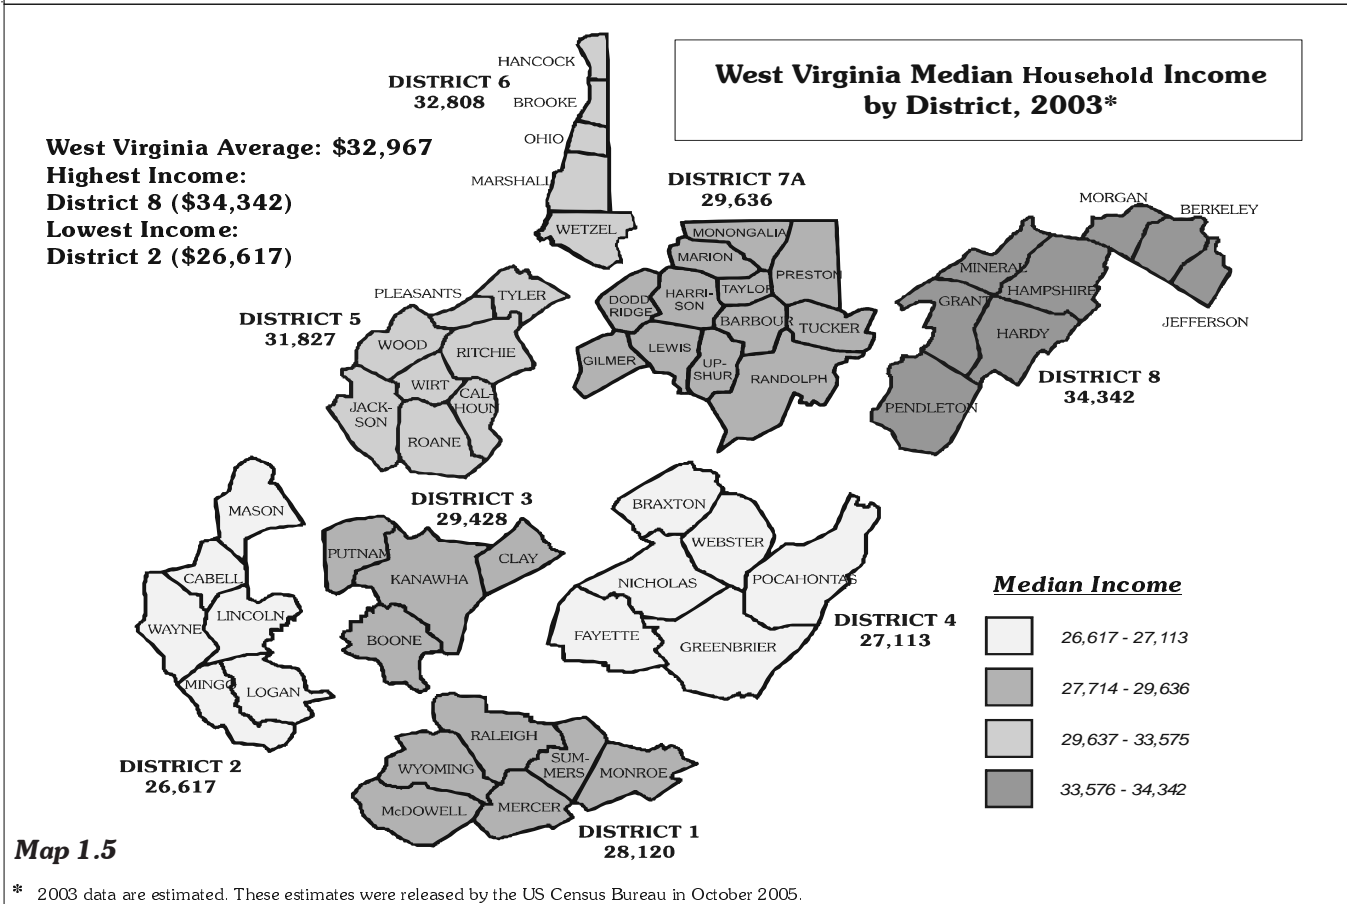 West Virginia Median Household Income
by District, 2003*
West Virginia Average: $32,967
Highest Income:
District 8 ($34,342)
Lowest Income:
District 2 ($26,617)
DISTRICT 6
32,808
HANCOCK
BROOKE
OHIO
MARSHALL
WETZEL
DISTRICT 7A
29,636
MONONGALIA
MARION
PRESTON
TAYLOR
HARRI-
SON
DODD
RIDGE
BARBOUR
TUCKER
LEWIS
GILMER
UP-
SHUR
RANDOLPH
MORGAN
BERKELEY
JEFFERSON
MINERAL
HAMPSHIRE
GRANT
HARDY
PENDLETON
DISTRICT 8
34,342
DISTRICT 5
31,827
PLEASANTS
TYLER
WOOD
RITCHIE
WIRT
CAL-
HOUN
JACK-
SON
ROANE
MASON
CABELL
LINCOLN
WAYNE
MINGO
LOGAN
DISTRICT 2
26,617
DISTRICT 3
29,428
PUTNAM
KANAWHA
CLAY
BOONE
BRAXTON
WEBSTER
NICHOLAS
POCAHONTAS
FAYETTE
GREENBRIER
DISTRICT 4
27,113
RALEIGH
WYOMING
SUM-
MERS
MONROE
McDOWELL
MERCER
DISTRICT 1
28,120
Median Income
26,617 - 27,113
27,714 - 29,636
29,637 - 33,575
33,576 - 34,342
Map 1.5
* 2003 data are estimated. These estimates were released by the US Census Bureau in October 2005.